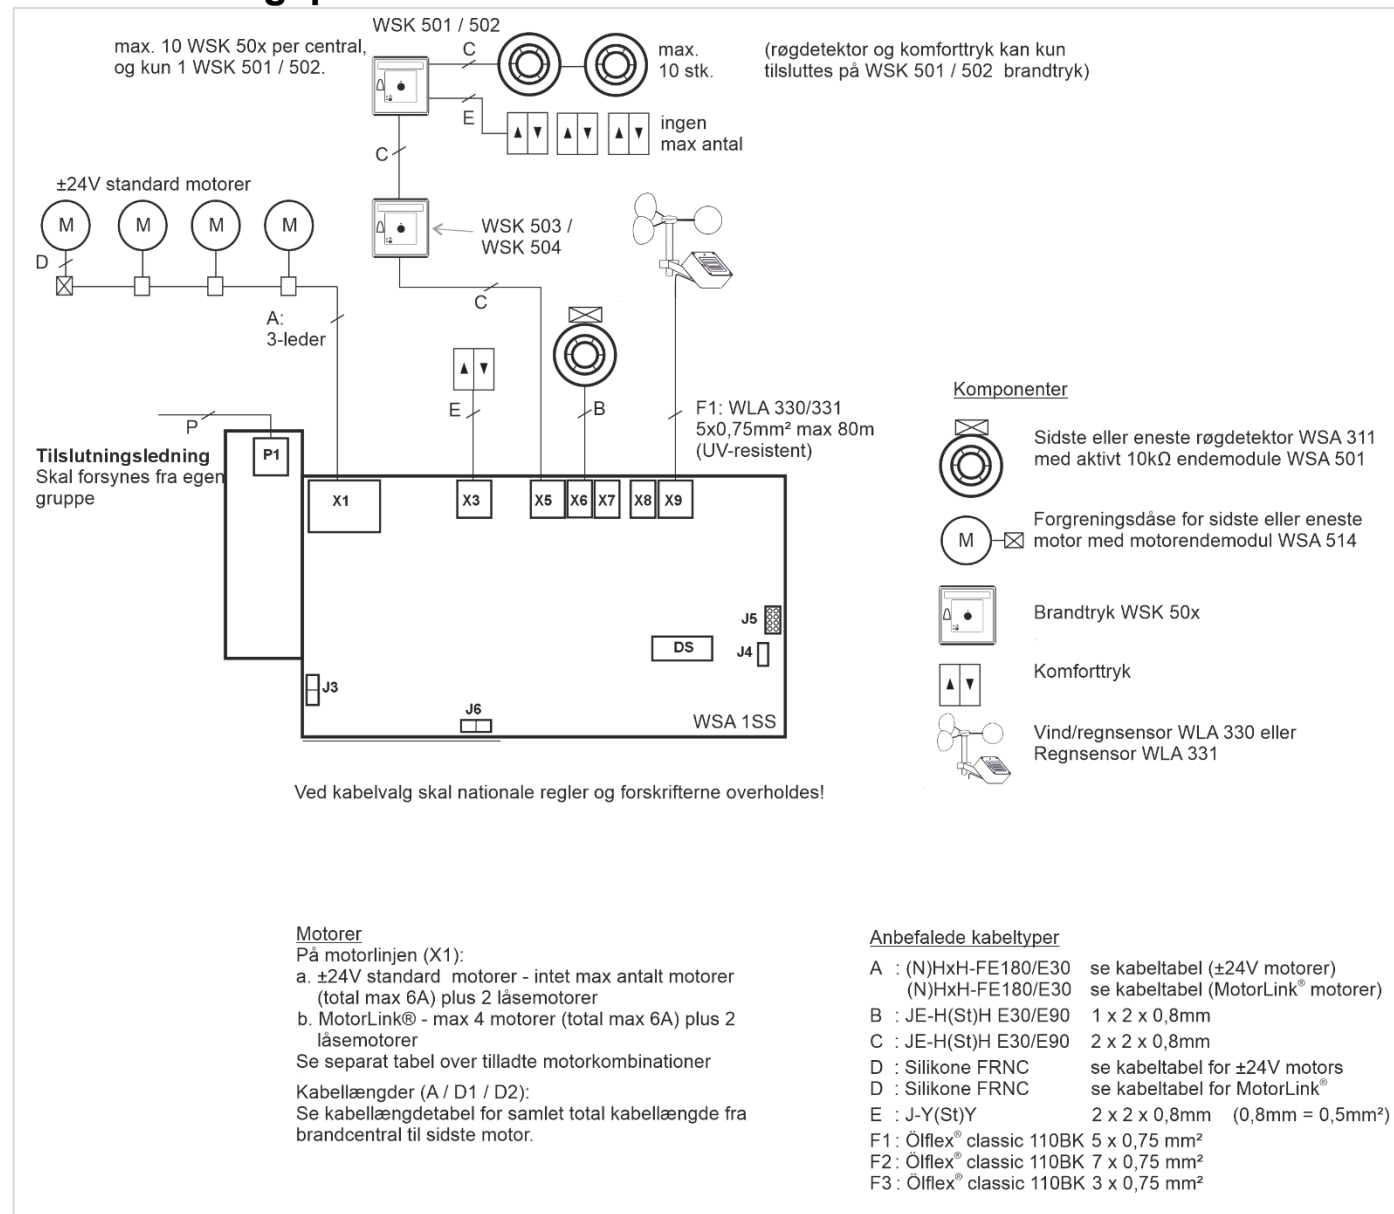 WSK 501 / 502
max. 10 WSK 50x per central,
og kun 1 WSK 501 / 502.
C
max.
10 stk.
(røgdetektor og komforttryk kan kun
tilsluttes på WSK 501 / 502 brandtryk)
E
ingen
max antal
C
±24V standard motorer
M
M
M
M
D
WSK 503 /
WSK 504
C
A:
3-leder
E
B
F1: WLA 330/331
5x0,75mm² max 80m
(UV-resistent)
P
Tilslutningsledning
Skal forsynes fra egen
gruppe
P1
X1
X3
X5
X6
X7
X8
X9
J5
DS
J4
J3
J6
WSA 1SS
Komponenter
Sidste eller eneste røgdetektor WSA 311
med aktivt 10kΩ endemodule WSA 501
M
Forgreningsdåse for sidste eller eneste
motor med motorendemodul WSA 514
Brandtryk WSK 50x
Komforttryk
Vind/regnsensor WLA 330 eller
Regnsensor WLA 331
Ved kabelvalg skal nationale regler og forskrifterne overholdes!
Motorer
På motorlinjen (X1):
a. ±24V standard motorer - intet max antalt motorer
(total max 6A) plus 2 låsemotorer
b. MotorLink® - max 4 motorer (total max 6A) plus 2
låsemotorer
Se separat tabel over tilladte motorkombinationer
Kabellængder (A / D1 / D2):
Se kabellængdetabel for samlet total kabellængde fra
brandcentral til sidste motor.
Anbefalede kabeltyper
A : (N)HxH-FE180/E30 se kabeltabel (±24V motorer)
(N)HxH-FE180/E30 se kabeltabel (MotorLink® motorer)
B : JE-H(St)H E30/E90 1 x 2 x 0,8mm
C : JE-H(St)H E30/E90 2 x 2 x 0,8mm
D : Silikone FRNC se kabeltabel for ±24V motors
D : Silikone FRNC se kabeltabel for MotorLink®
E : J-Y(St)Y 2 x 2 x 0,8mm (0,8mm = 0,5mm²)
F1 : Ölflex® classic 110BK 5 x 0,75 mm²
F2 : Ölflex® classic 110BK 7 x 0,75 mm²
F3 : Ölflex® classic 110BK 3 x 0,75 mm²